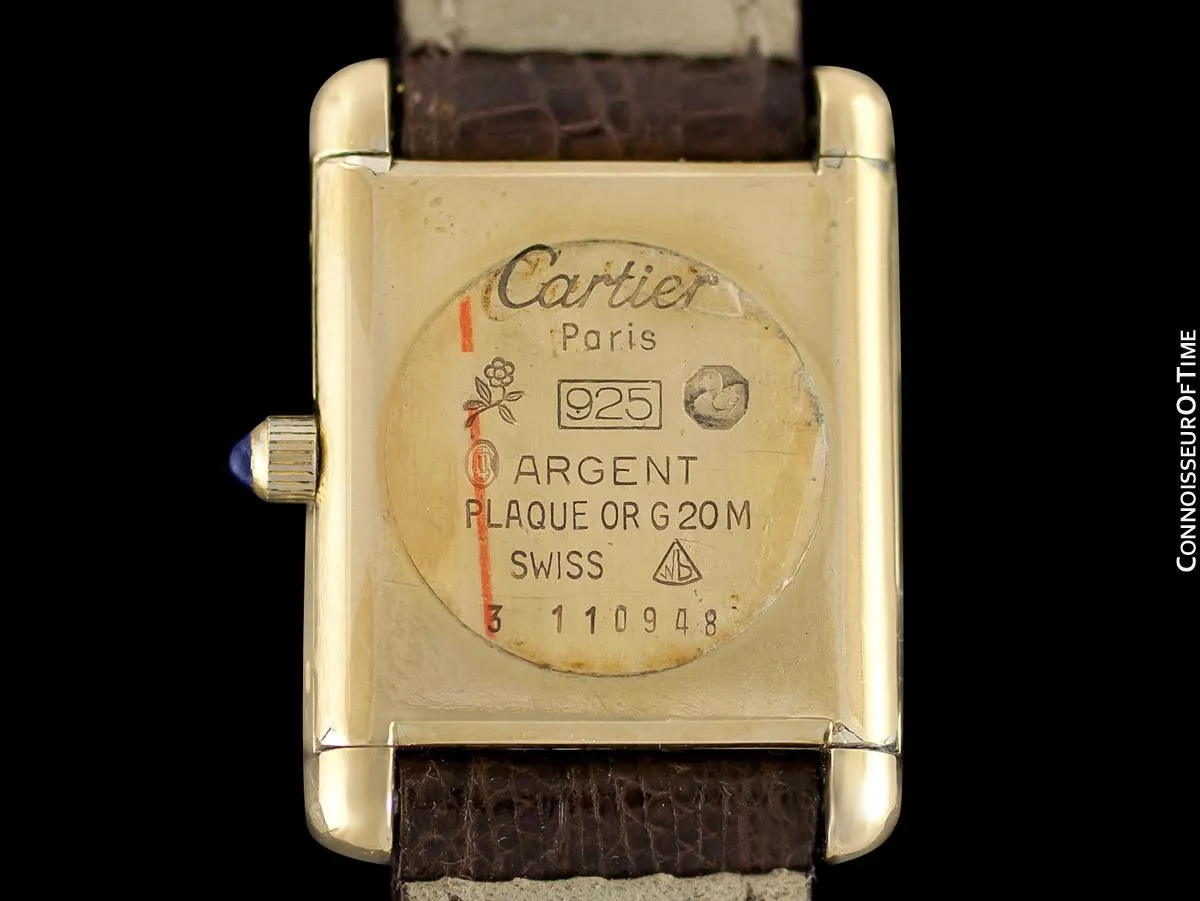 Cartier
Paris
925
ARGENT
PLAQUE OR G 20 M
SWISS
3 110948
CONNOISSEUROFTIME